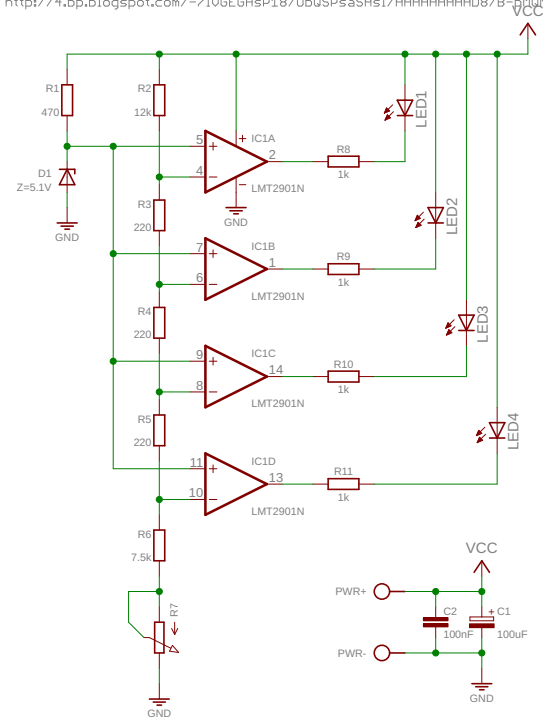 VCC
R1
470
R2
12k
LED1
5
+
4
–
+
IC1A
2
–
LMT2901N
R8
1k
D1
Z=5.1V
GND
R3
220
GND
LED2
7
+
6
–
IC1B
1
LMT2901N
R9
1k
R4
220
LED3
9
+
8
–
IC1C
14
LMT2901N
R10
1k
R5
220
LED4
11
+
10
–
IC1D
13
LMT2901N
R11
1k
R6
7.5k
R7
GND
VCC
PWR+
C2
100nF
+
C1
100uF
PWR-
GND